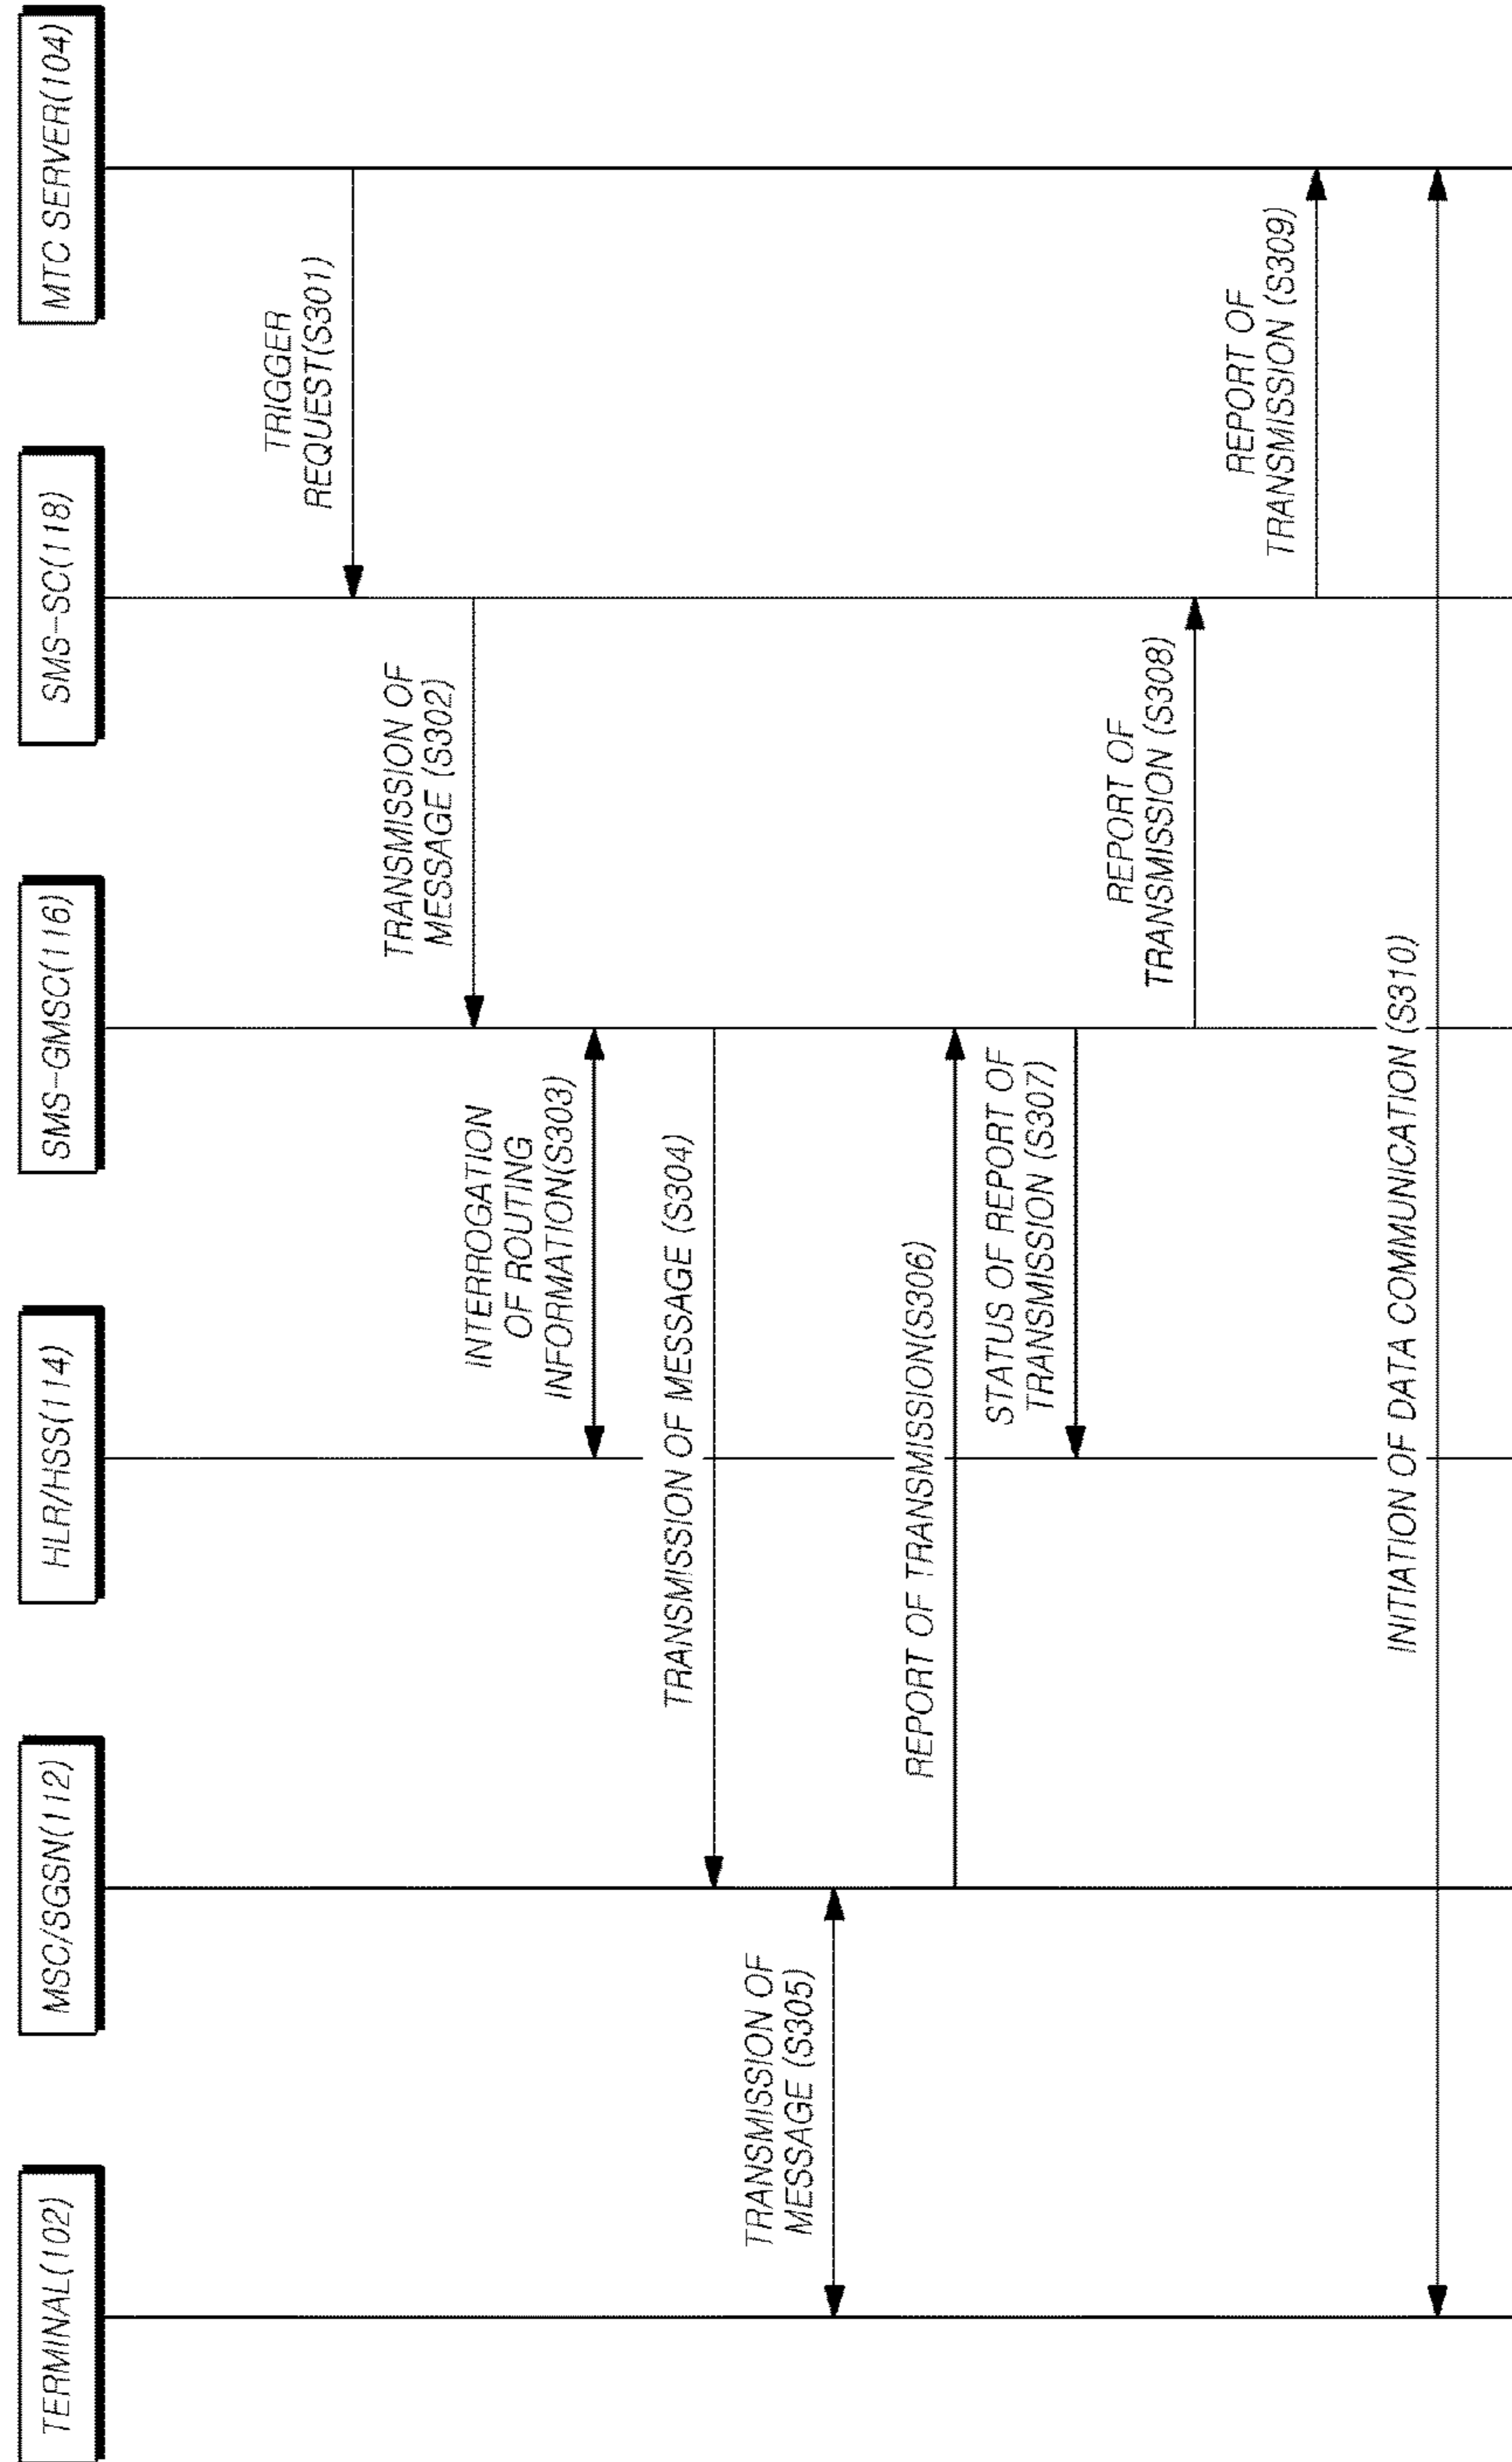 TERMINAL(102)
MSC/SGSN(112)
HLR/HSS(114)
SMS-GMSC(116)
SMS-SC(118)
MTC SERVER(104)
TRIGGER
REQUEST(S301)
TRANSMISSION OF
MESSAGE (S302)
INTERROGATION
OF ROUTING
INFORMATION(S303)
TRANSMISSION OF MESSAGE (S304)
TRANSMISSION OF
MESSAGE (S305)
REPORT OF TRANSMISSION(S306)
STATUS OF REPORT OF
TRANSMISSION (S307)
REPORT OF
TRANSMISSION (S308)
REPORT OF
TRANSMISSION (S309)
INITIATION OF DATA COMMUNICATION (S310)